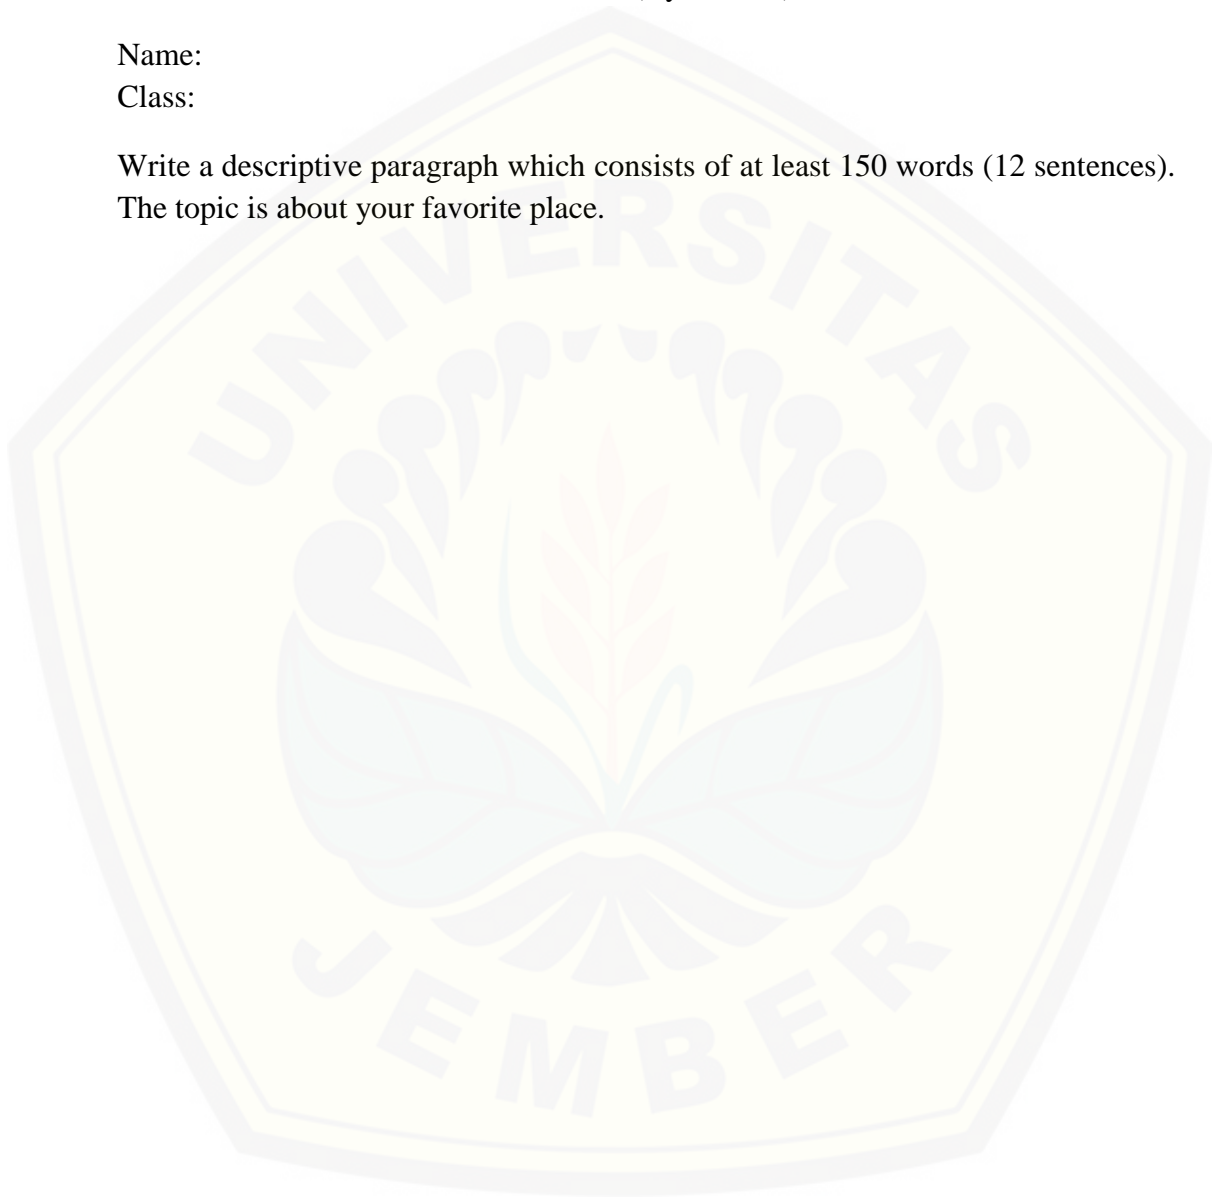 Name:
Class:
Write a descriptive paragraph which consists of at least 150 words (12 sentences).
The topic is about your favorite place.
UNIVERSITAS
JEMBER